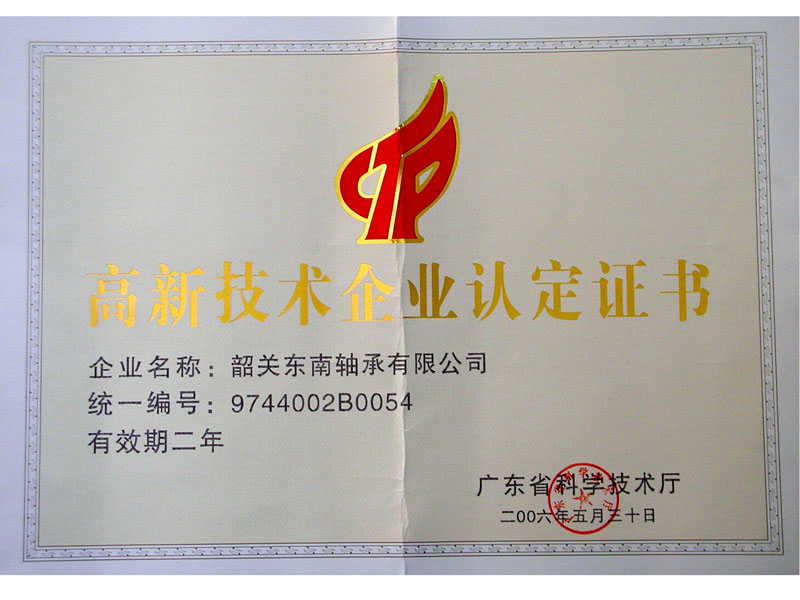 高新技术企业认定证书
企业名称：韶关东南轴承有限公司
统一编号：9744002B0054
有效期二年
广东省科学技术厅
二00六年五月三十日